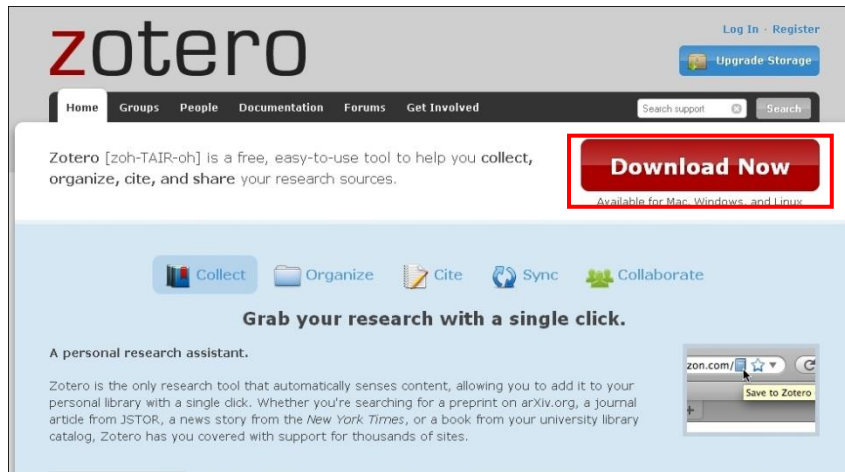 zotero
Log In · Register
Upgrade Storage
Home Groups People Documentation Forums Get Involved
Search support
Search
Zotero [zoh-TAIR-oh] is a free, easy-to-use tool to help you collect,
organize, cite, and share your research sources.
Download Now
Available for Mac, Windows, and Linux
Collect Organize Cite Sync Collaborate
Grab your research with a single click.
A personal research assistant.
Zotero is the only research tool that automatically senses content, allowing you to add it to your
personal library with a single click. Whether you're searching for a preprint on arXiv.org, a journal
article from JSTOR, a news story from the New York Times, or a book from your university library
catalog, Zotero has you covered with support for thousands of sites.
zon.com/
Save to Zotero